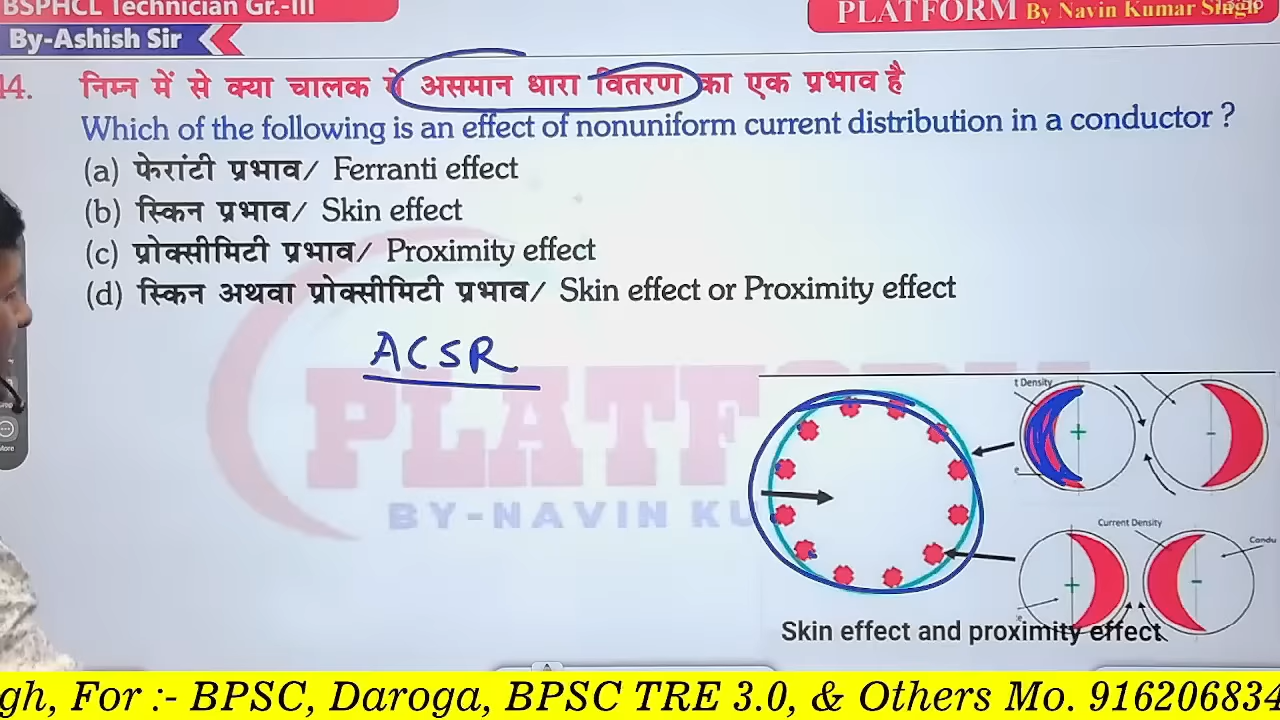 BSPHCL Technician Gr.-III
PLATFORM By Navin Kumar Singh
By-Ashish Sir
14. निम्न में से क्या चालक में असमान धारा वितरण का एक प्रभाव है
Which of the following is an effect of nonuniform current distribution in a conductor ?
(a) फेरांटी प्रभाव/ Ferranti effect
(b) स्किन प्रभाव/ Skin effect
(c) प्रोक्सीमिटी प्रभाव/ Proximity effect
(d) स्किन अथवा प्रोक्सीमिटी प्रभाव/ Skin effect or Proximity effect
ACSR
PLATF
BY-NAVIN KU
t Density
+ -
Current Density
Condu
+ -
Skin effect and proximity effect
More
gh, For :- BPSC, Daroga, BPSC TRE 3.0, & Others Mo. 916206834